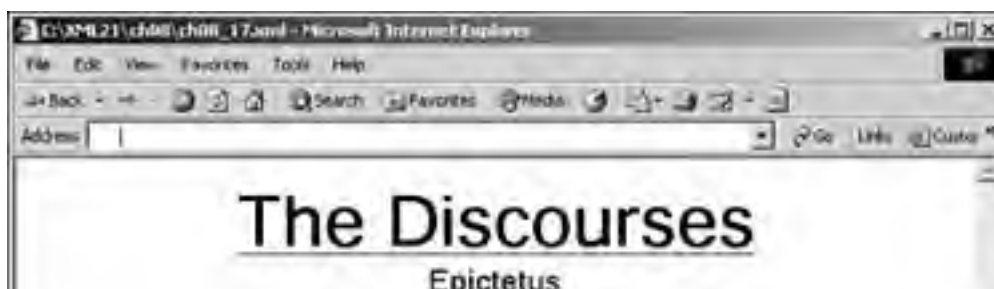 C:\XML21\ch08\ch08_17.xml - Microsoft Internet Explorer
File Edit View Favorites Tools Help
Back Search Favorites Media
Address Go Links Custo
The Discourses
Epictetus